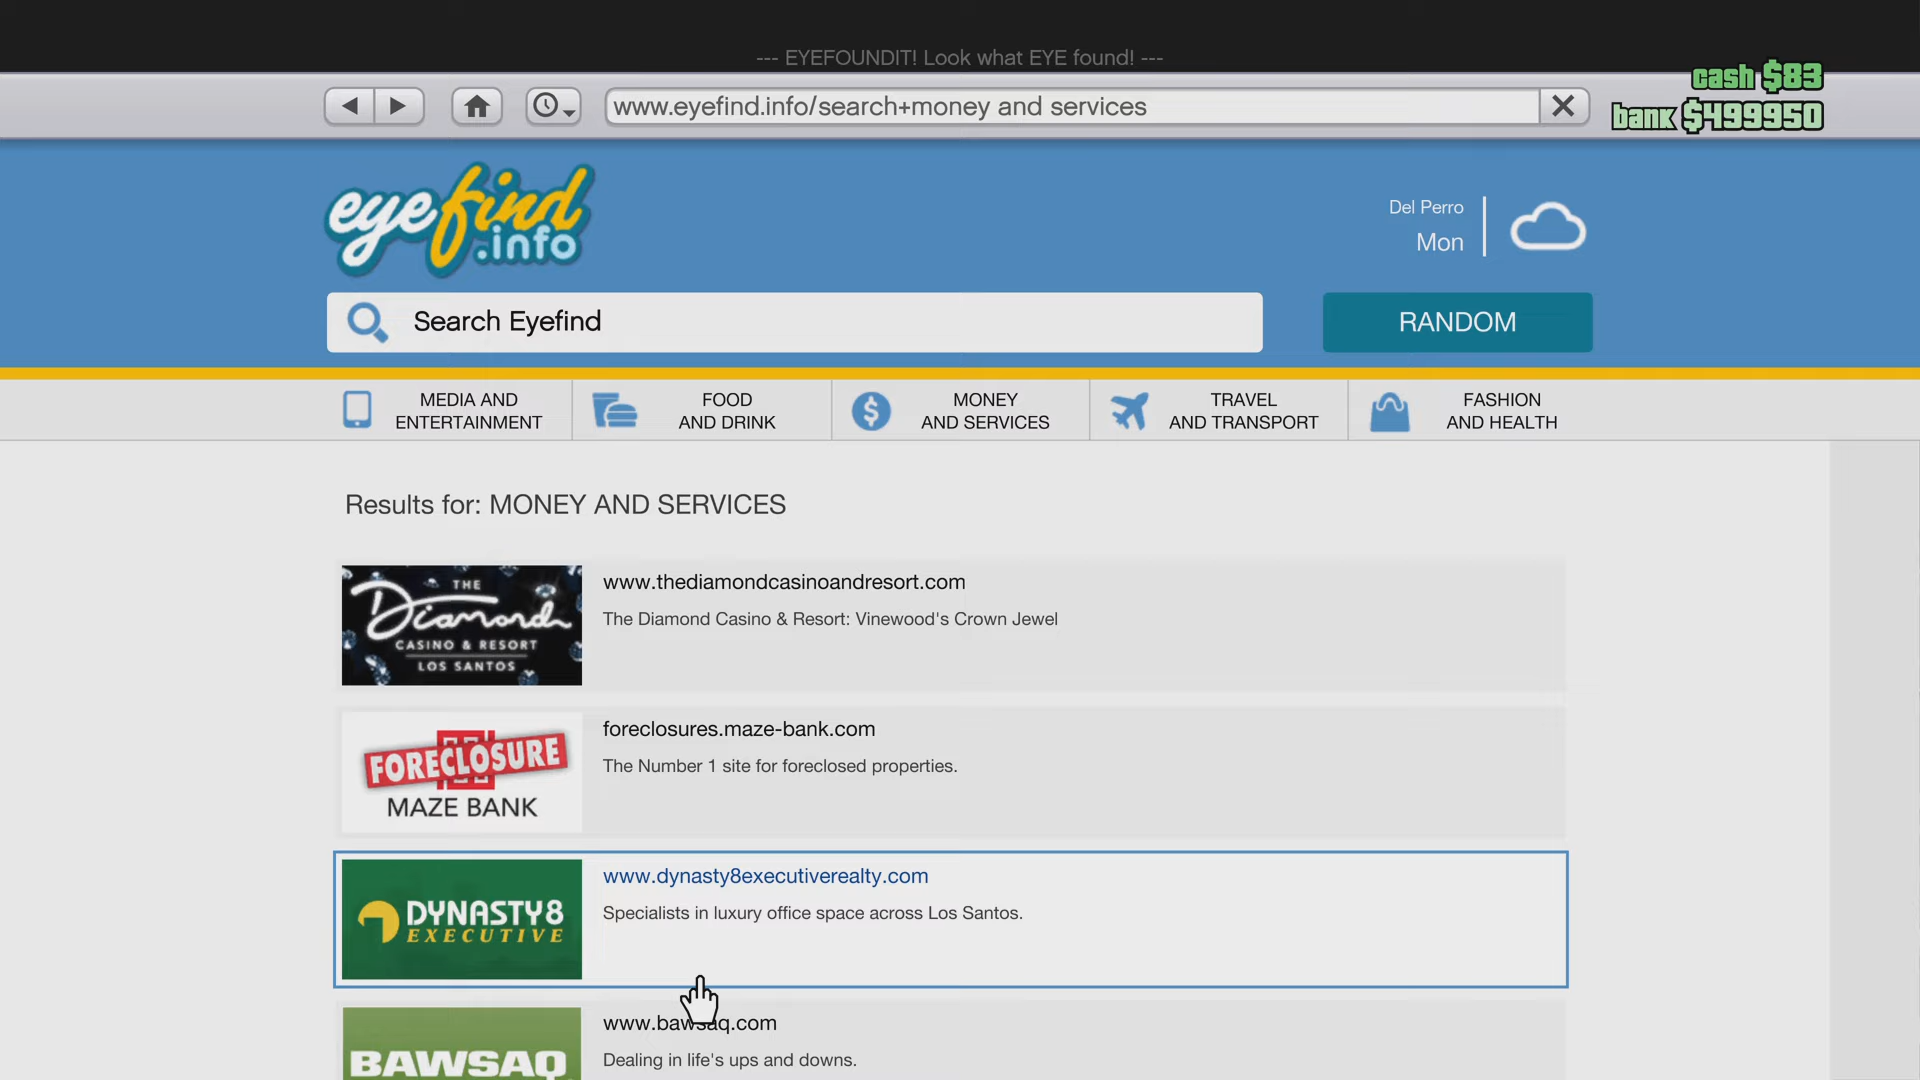 --- EYEFOUNDIT! Look what EYE found! ---
cash $83
www.eyefind.info/search+money and services
bank $499950
eyefind
.info
Del Perro
Mon
Search Eyefind
RANDOM
MEDIA AND
ENTERTAINMENT
FOOD
AND DRINK
MONEY
AND SERVICES
TRAVEL
AND TRANSPORT
FASHION
AND HEALTH
Results for: MONEY AND SERVICES
THE
Diamond
CASINO & RESORT
LOS SANTOS
www.thediamondcasinoandresort.com
The Diamond Casino & Resort: Vinewood's Crown Jewel
FORECLOSURE
MAZE BANK
foreclosures.maze-bank.com
The Number 1 site for foreclosed properties.
DYNASTY8
EXECUTIVE
www.dynasty8executiverealty.com
Specialists in luxury office space across Los Santos.
BAWSAQ
www.bawsaq.com
Dealing in life's ups and downs.